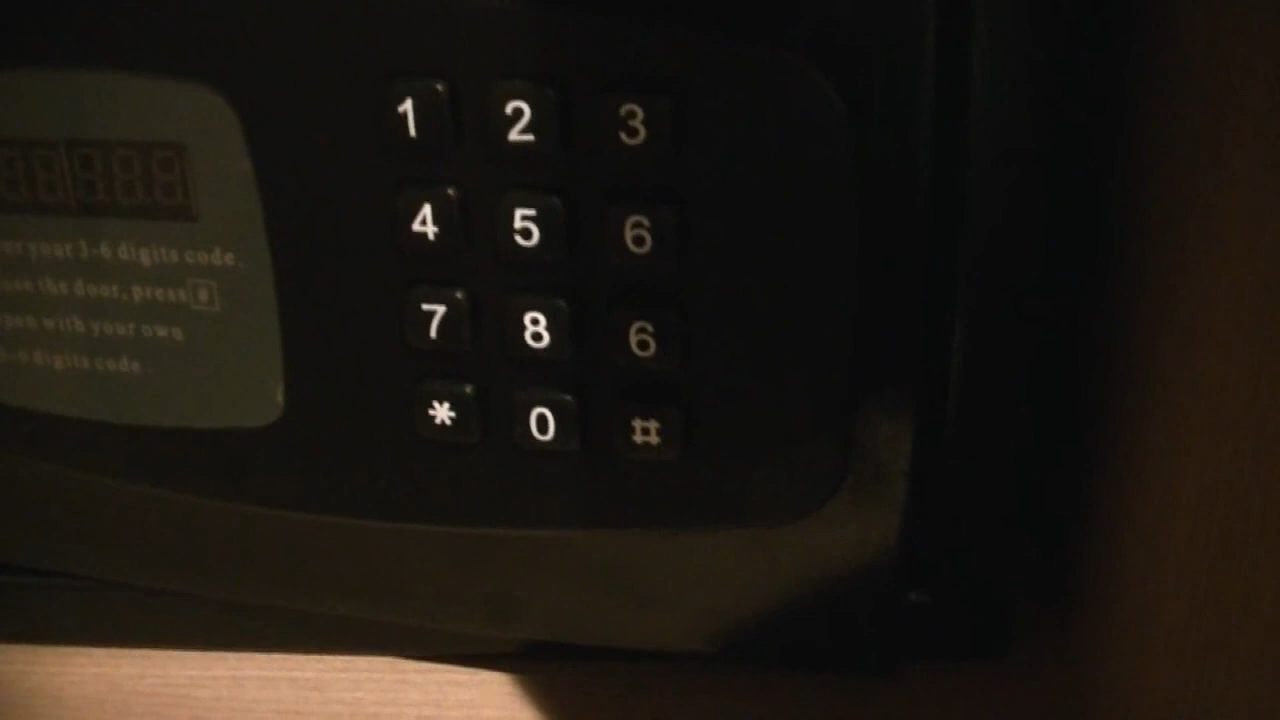 1 2 3
4 5 6
7 8 6
* 0 #
your 3-6 digits code.
the door, press #
with your own
digits code.